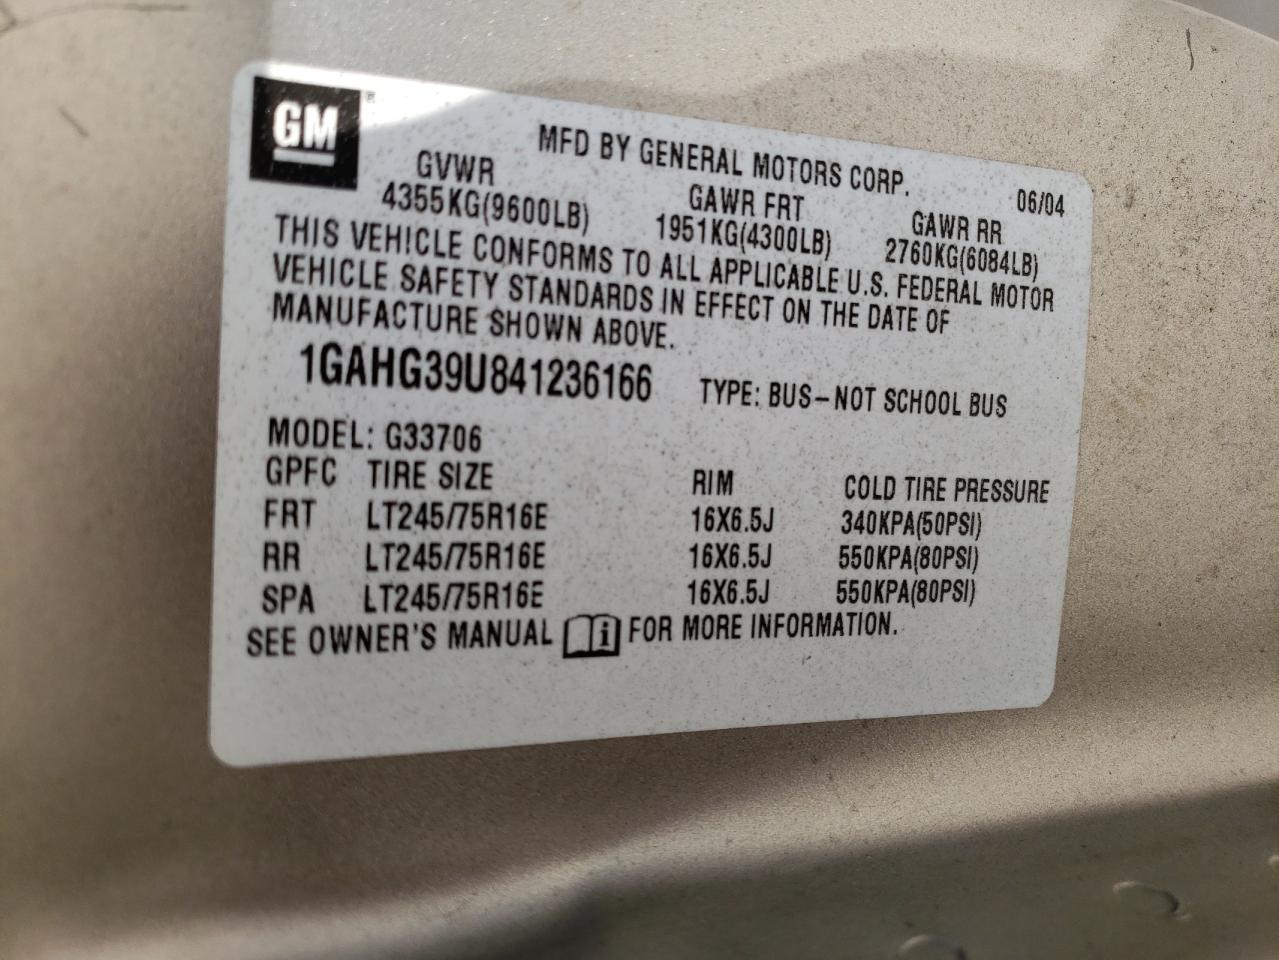 GM ®
MFD BY GENERAL MOTORS CORP. 06/04
GVWR GAWR FRT GAWR RR
4355KG(9600LB) 1951KG(4300LB) 2760KG(6084LB)
THIS VEHICLE CONFORMS TO ALL APPLICABLE U.S. FEDERAL MOTOR
VEHICLE SAFETY STANDARDS IN EFFECT ON THE DATE OF
MANUFACTURE SHOWN ABOVE.
1GAHG39U841236166 TYPE: BUS-NOT SCHOOL BUS
MODEL: G33706
GPFC TIRE SIZE RIM COLD TIRE PRESSURE
FRT LT245/75R16E 16X6.5J 340KPA(50PSI)
RR LT245/75R16E 16X6.5J 550KPA(80PSI)
SPA LT245/75R16E 16X6.5J 550KPA(80PSI)
SEE OWNER'S MANUAL i FOR MORE INFORMATION.